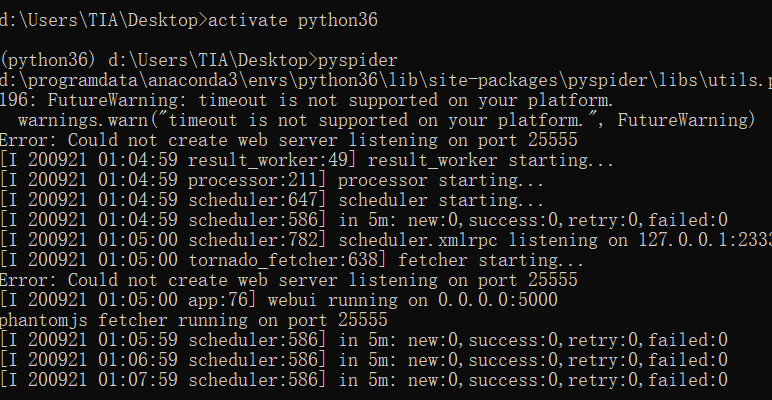 d:\Users\TIA\Desktop>activate python36
(python36) d:\Users\TIA\Desktop>pyspider
d:\programdata\anaconda3\envs\python36\lib\site-packages\pyspider\libs\utils.p
196: FutureWarning: timeout is not supported on your platform.
  warnings.warn("timeout is not supported on your platform.", FutureWarning)
Error: Could not create web server listening on port 25555
[I 200921 01:04:59 result_worker:49] result_worker starting...
[I 200921 01:04:59 processor:211] processor starting...
[I 200921 01:04:59 scheduler:647] scheduler starting...
[I 200921 01:04:59 scheduler:586] in 5m: new:0,success:0,retry:0,failed:0
[I 200921 01:05:00 scheduler:782] scheduler.xmlrpc listening on 127.0.0.1:2333
[I 200921 01:05:00 tornado_fetcher:638] fetcher starting...
Error: Could not create web server listening on port 25555
[I 200921 01:05:00 app:76] webui running on 0.0.0.0:5000
phantomjs fetcher running on port 25555
[I 200921 01:05:59 scheduler:586] in 5m: new:0,success:0,retry:0,failed:0
[I 200921 01:06:59 scheduler:586] in 5m: new:0,success:0,retry:0,failed:0
[I 200921 01:07:59 scheduler:586] in 5m: new:0,success:0,retry:0,failed:0